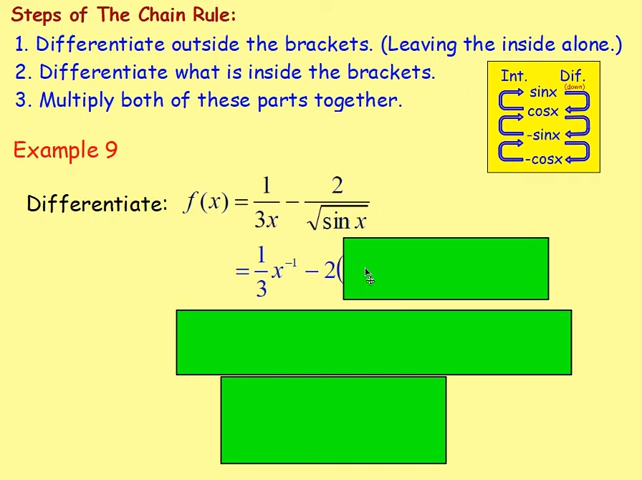 Steps of The Chain Rule:
1. Differentiate outside the brackets. (Leaving the inside alone.)
2. Differentiate what is inside the brackets.
3. Multiply both of these parts together.
Int. Dif.
(down)
sinx
cosx
-sinx
-cosx
Example 9
Differentiate: f(x) = 1/3x − 2/√sin x
= 1/3 x⁻¹ − 2(